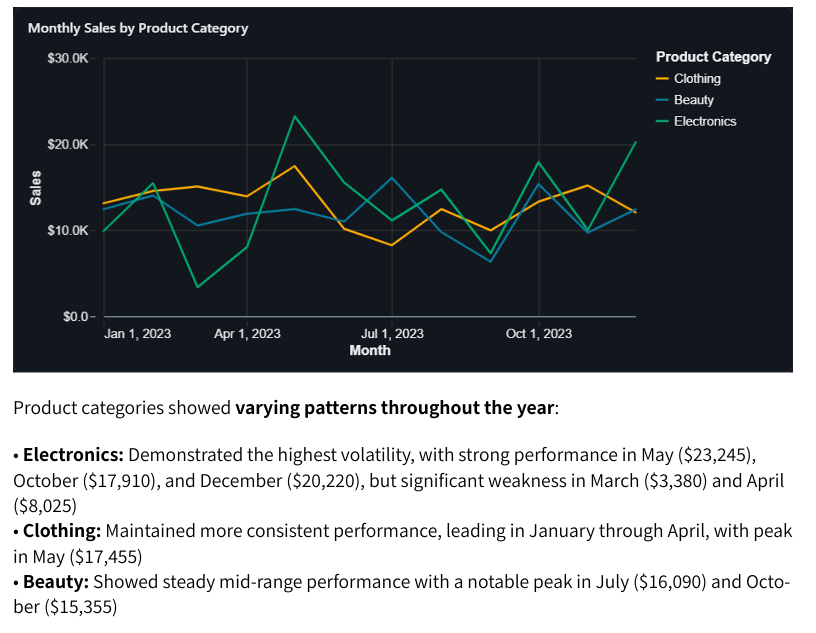 Monthly Sales by Product Category
$30.0K
$20.0K
$10.0K
$0.0
Sales
Jan 1, 2023
Apr 1, 2023
Jul 1, 2023
Oct 1, 2023
Month
Product Category
Clothing
Beauty
Electronics
Product categories showed varying patterns throughout the year:
• Electronics: Demonstrated the highest volatility, with strong performance in May ($23,245),
October ($17,910), and December ($20,220), but significant weakness in March ($3,380) and April
($8,025)
• Clothing: Maintained more consistent performance, leading in January through April, with peak
in May ($17,455)
• Beauty: Showed steady mid-range performance with a notable peak in July ($16,090) and Octo-
ber ($15,355)